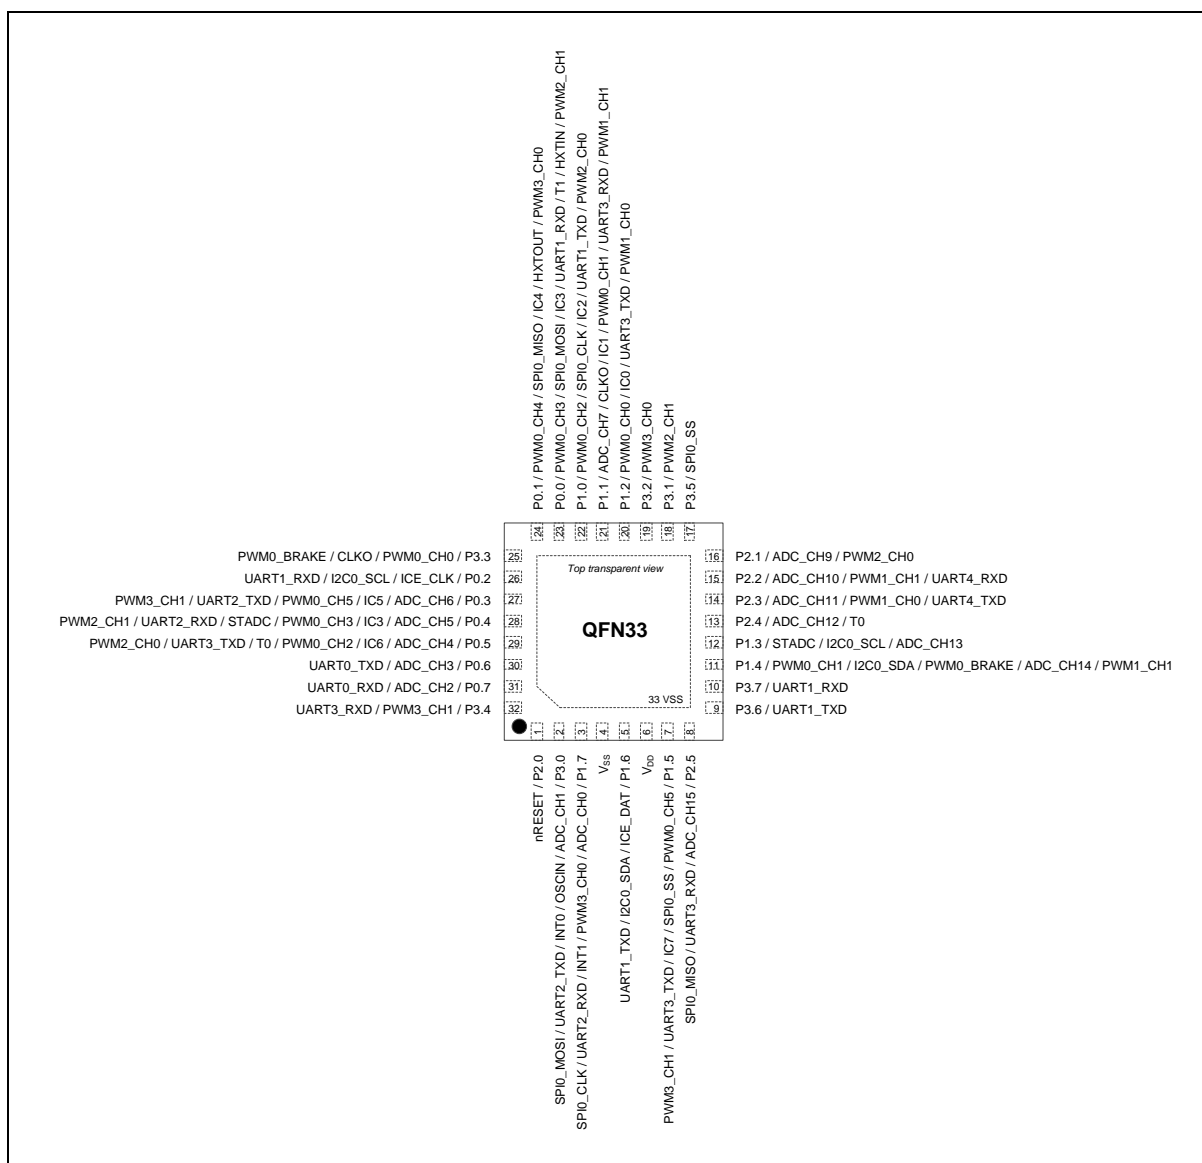 P0.1 / PWM0_CH4 / SPI0_MISO / IC4 / HXTOUT / PWM3_CH0
P0.0 / PWM0_CH3 / SPI0_MOSI / IC3 / UART1_RXD / T1 / HXTIN / PWM2_CH1
P1.0 / PWM0_CH2 / SPI0_CLK / IC2 / UART1_TXD / PWM2_CH0
P1.1 / ADC_CH7 / CLKO / IC1 / PWM0_CH1 / UART3_RXD / PWM1_CH1
P1.2 / PWM0_CH0 / IC0 / UART3_TXD / PWM1_CH0
P3.2 / PWM3_CH0
P3.1 / PWM2_CH1
P3.5 / SPI0_SS
24 23 22 21 20 19 18 17
PWM0_BRAKE / CLKO / PWM0_CH0 / P3.3 25
UART1_RXD / I2C0_SCL / ICE_CLK / P0.2 26
PWM3_CH1 / UART2_TXD / PWM0_CH5 / IC5 / ADC_CH6 / P0.3 27
PWM2_CH1 / UART2_RXD / STADC / PWM0_CH3 / IC3 / ADC_CH5 / P0.4 28
PWM2_CH0 / UART3_TXD / T0 / PWM0_CH2 / IC6 / ADC_CH4 / P0.5 29
UART0_TXD / ADC_CH3 / P0.6 30
UART0_RXD / ADC_CH2 / P0.7 31
UART3_RXD / PWM3_CH1 / P3.4 32
Top transparent view
QFN33
33 VSS
16 P2.1 / ADC_CH9 / PWM2_CH0
15 P2.2 / ADC_CH10 / PWM1_CH1 / UART4_RXD
14 P2.3 / ADC_CH11 / PWM1_CH0 / UART4_TXD
13 P2.4 / ADC_CH12 / T0
12 P1.3 / STADC / I2C0_SCL / ADC_CH13
11 P1.4 / PWM0_CH1 / I2C0_SDA / PWM0_BRAKE / ADC_CH14 / PWM1_CH1
10 P3.7 / UART1_RXD
9 P3.6 / UART1_TXD
1 2 3 4 5 6 7 8
nRESET / P2.0
SPI0_MOSI / UART2_TXD / INT0 / OSCIN / ADC_CH1 / P3.0
SPI0_CLK / UART2_RXD / INT1 / PWM3_CH0 / ADC_CH0 / P1.7
VSS
UART1_TXD / I2C0_SDA / ICE_DAT / P1.6
VDD
PWM3_CH1 / UART3_TXD / IC7 / SPI0_SS / PWM0_CH5 / P1.5
SPI0_MISO / UART3_RXD / ADC_CH15 / P2.5